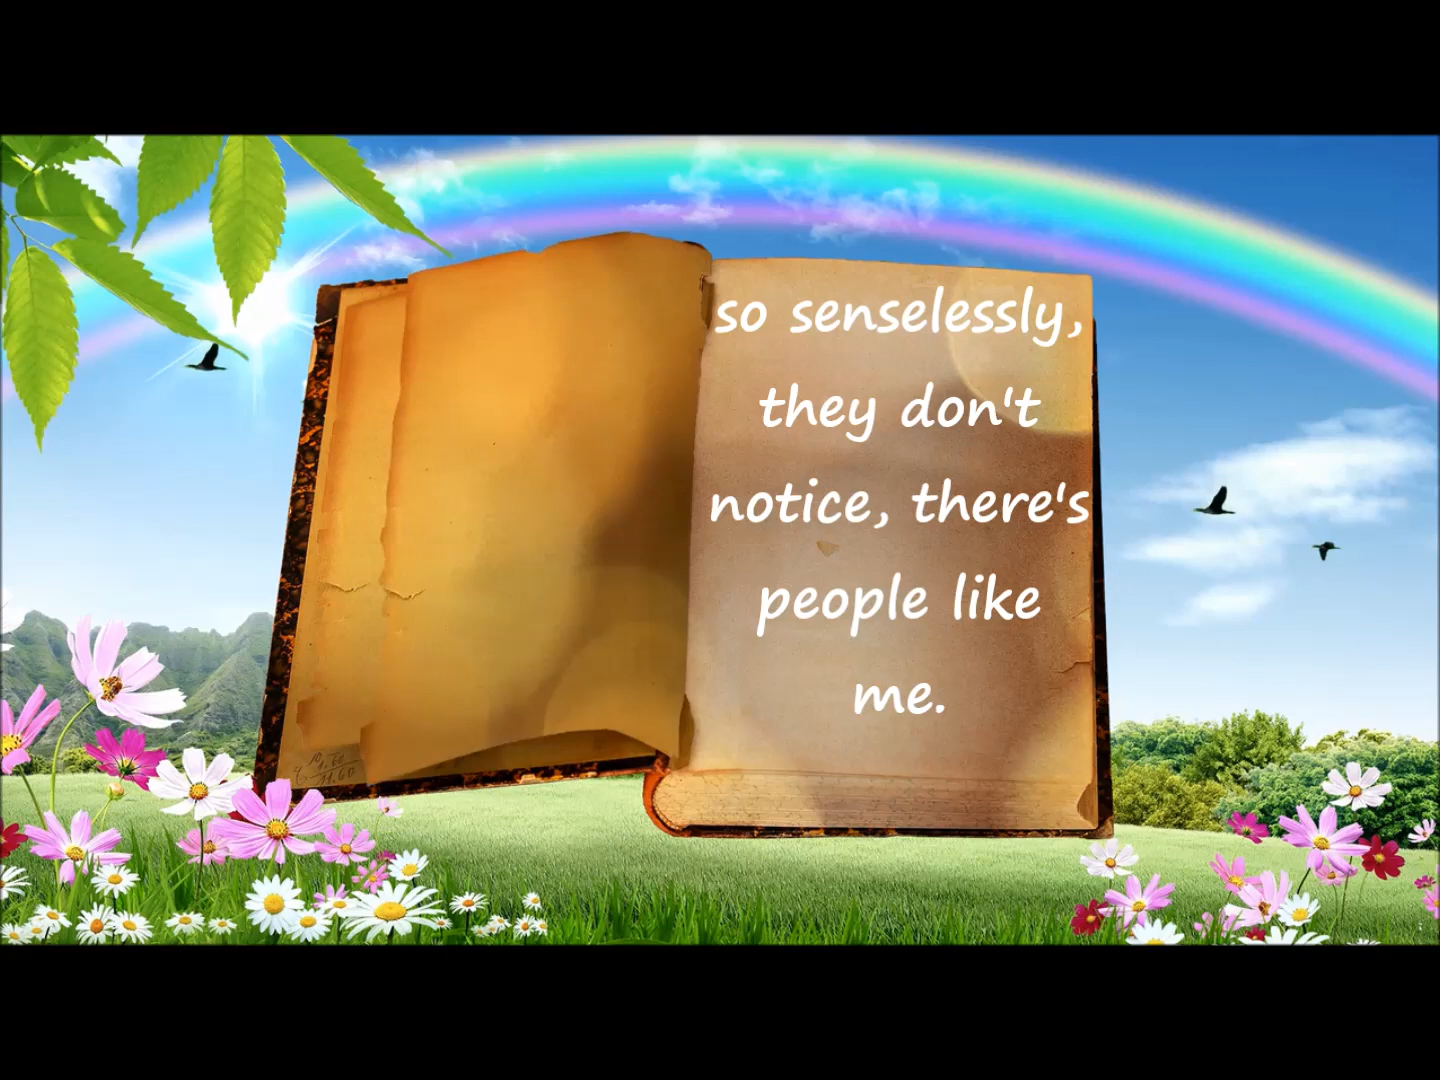 so senselessly,
they don't
notice, there's
people like
me.